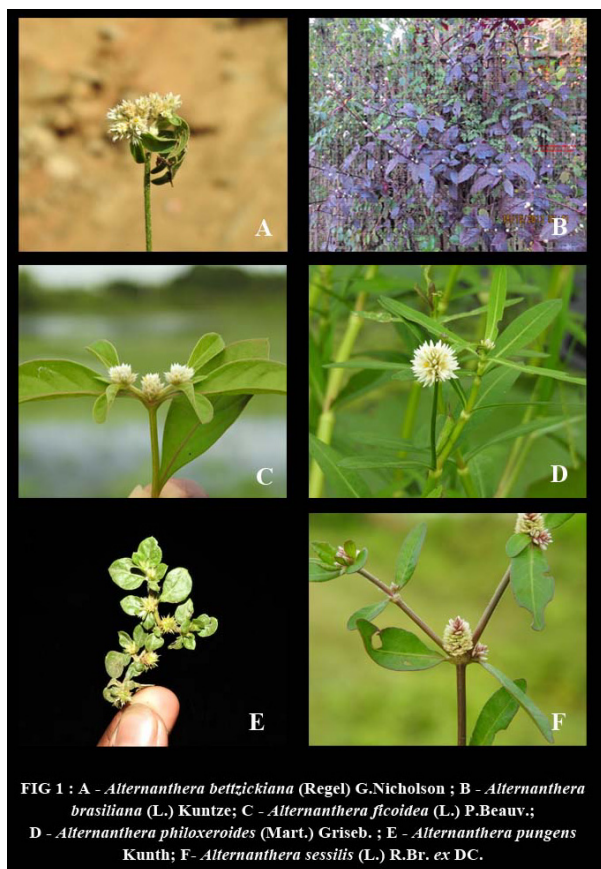 A
B
C
D
E
F
FIG 1 : A - Alternanthera bettzickiana (Regel) G.Nicholson ; B - Alternanthera
brasiliana (L.) Kuntze; C - Alternanthera ficoidea (L.) P.Beauv.;
D - Alternanthera philoxeroides (Mart.) Griseb. ; E - Alternanthera pungens
Kunth; F- Alternanthera sessilis (L.) R.Br. ex DC.